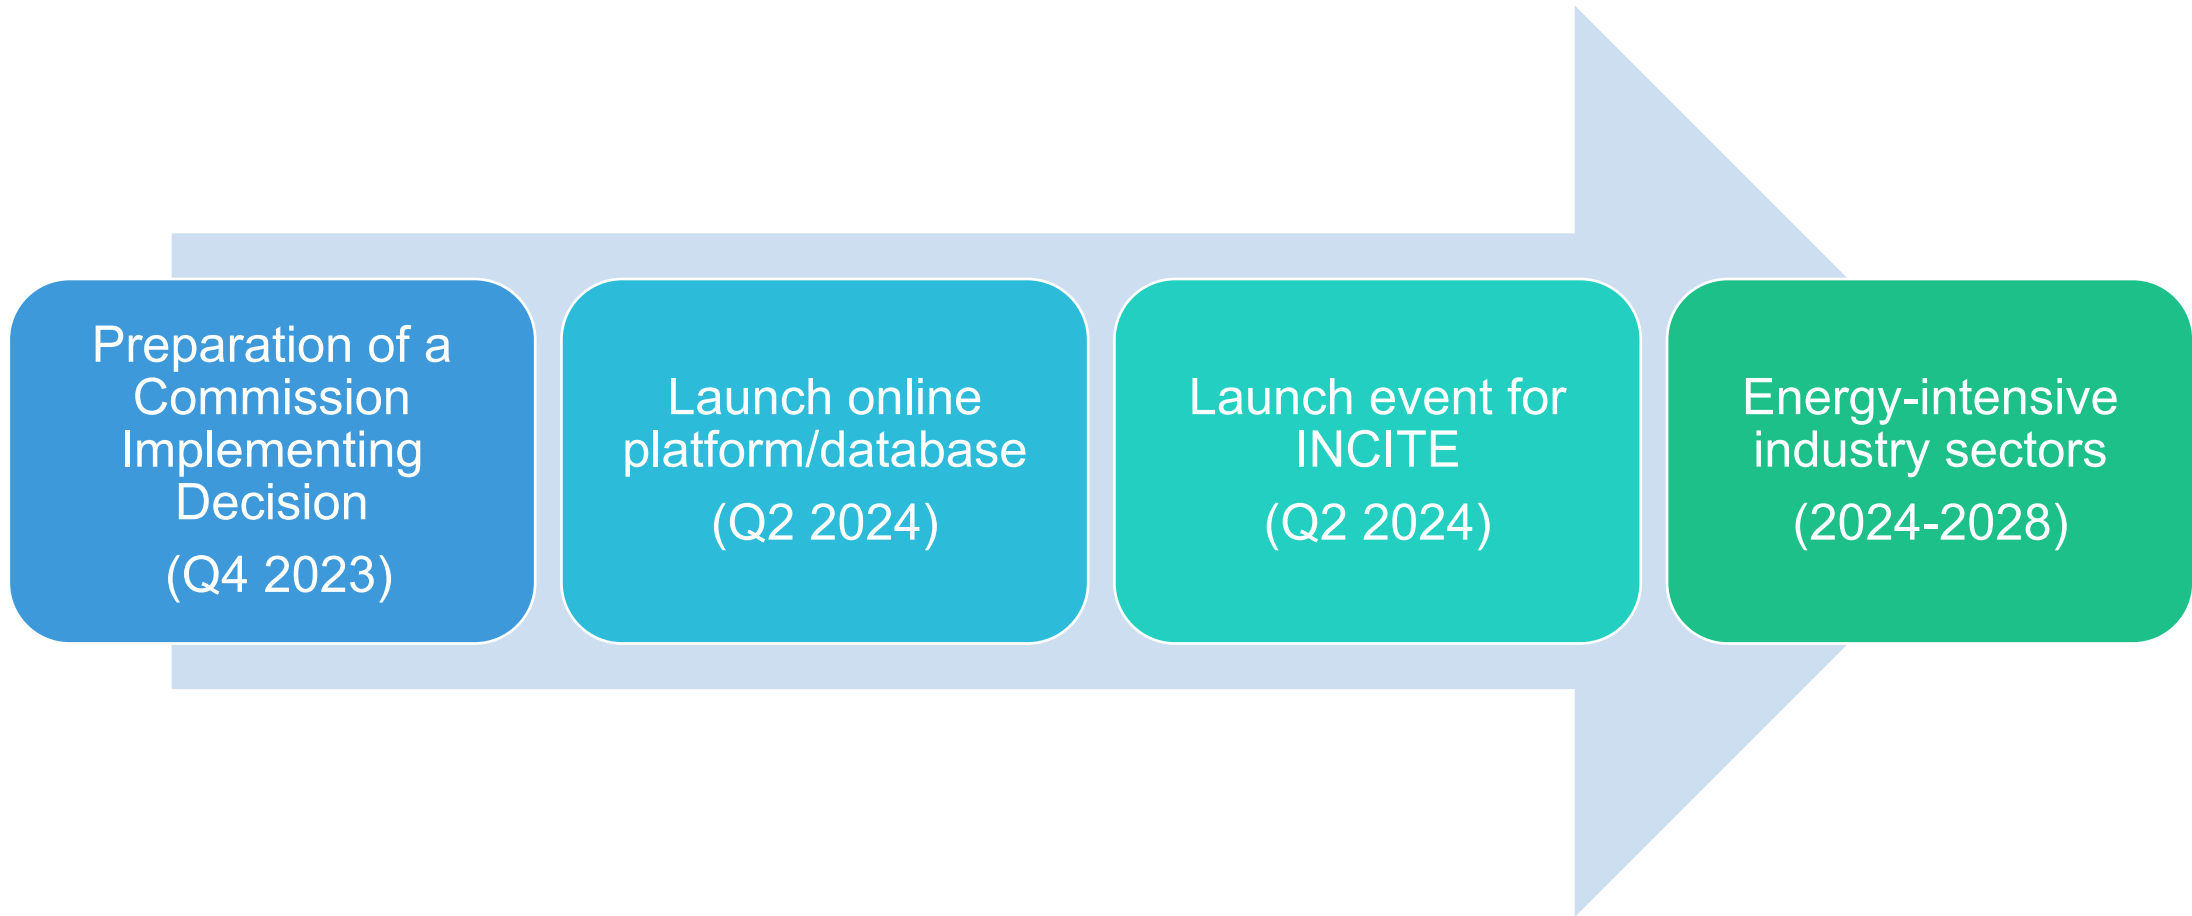 Preparation of a
Commission
Implementing
Decision
(Q4 2023)
Launch online
platform/database
(Q2 2024)
Launch event for
INCITE
(Q2 2024)
Energy-intensive
industry sectors
(2024-2028)